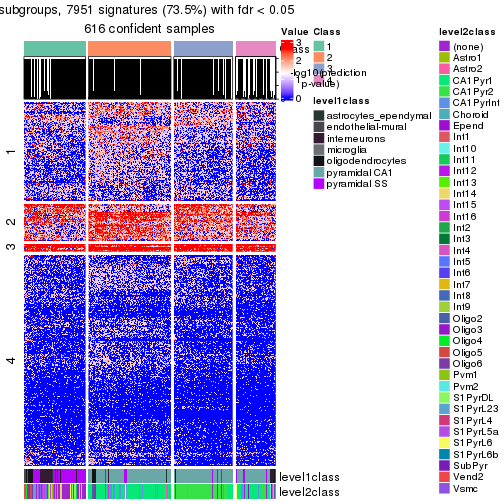 subgroups, 7951 signatures (73.5%) with fdr < 0.05
616 confident samples
Value
3
2
0
Class
1
2
3
4
-log10(prediction
p-value)
level1class
astrocytes_ependymal
endothelial-mural
interneurons
microglia
oligodendrocytes
pyramidal CA1
pyramidal SS
level2class
(none)
Astro1
Astro2
CA1Pyr1
CA1Pyr2
CA1PyrInt
Choroid
Epend
Int1
Int10
Int11
Int12
Int13
Int14
Int15
Int16
Int2
Int3
Int4
Int5
Int6
Int7
Int8
Int9
Oligo2
Oligo3
Oligo4
Oligo5
Oligo6
Pvm1
Pvm2
S1PyrDL
S1PyrL23
S1PyrL4
S1PyrL5a
S1PyrL6
S1PyrL6b
SubPyr
Vend2
Vsmc
1
2
3
4
level1class
level2class